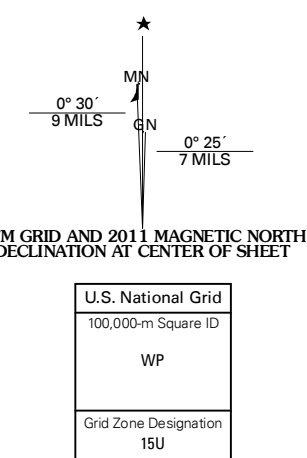 MN
0° 30´
9 MILS
GN
0° 25´
7 MILS
M GRID AND 2011 MAGNETIC NORTH
DECLINATION AT CENTER OF SHEET
U.S. National Grid
100,000-m Square ID
WP
Grid Zone Designation
15U